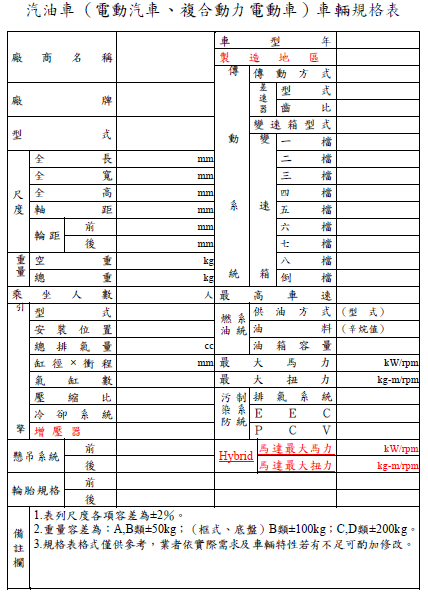 汽油車（電動汽車、複合動力電動車）車輛規格表
廠商名稱
車型年
製造地區
傳動系統
傳動方式
廠牌
差速器
型式
齒比
變速箱型式
型式
變速箱
一檔
尺度
全長 mm
二檔
全寬 mm
三檔
全高 mm
四檔
軸距 mm
五檔
輪距
前 mm
六檔
後 mm
七檔
重量
空重 kg
八檔
總重 kg
倒檔
乘坐人數 人
最高車速
引擎
型式
燃油系統
供油方式 (型式)
安裝位置
油料 (辛烷值)
總排氣量 cc
油箱容量
缸徑×衝程 mm
最大馬力 kW/rpm
氣缸數
最大扭力 kg-m/rpm
壓縮比
污染防制系統
排氣系統
冷卻系統
EEC
增壓器
PCV
懸吊系統
前
Hybrid
馬達最大馬力 kW/rpm
後
馬達最大扭力 kg-m/rpm
輪胎規格
前
後
備註欄
1.表列尺度各項容差為±2%。
2.重量容差為：A,B類±50kg；（框式、底盤）B類±100kg；C,D類±200kg。
3.規格表格式僅供參考，業者依實際需求及車輛特性若有不足可酌加修改。